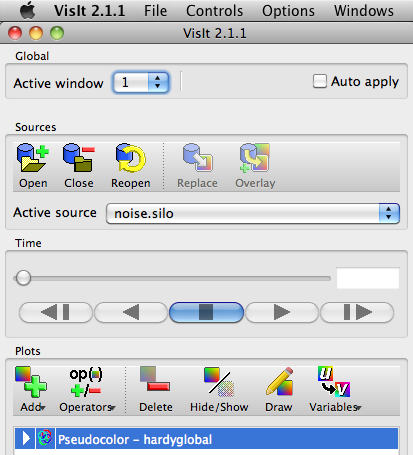 VisIt 2.1.1 File Controls Options Windows
VisIt 2.1.1
Global
Active window 1 Auto apply
Sources
Open Close Reopen Replace Overlay
Active source noise.silo
Time
Plots
op(·)
+/-
u
v
Add Operators Delete Hide/Show Draw Variables
Pseudocolor - hardyglobal